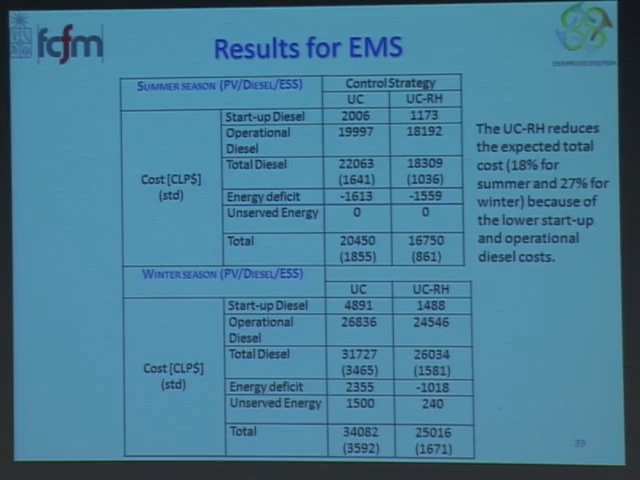 fcfm
Results for EMS
SUMMER SEASON (PV/DIESEL/ESS) Control Strategy
UC UC-RH
Cost [CLP$] (std)
Start-up Diesel 2006 1173
Operational Diesel 19997 18192
Total Diesel 22063 (1641) 18309 (1036)
Energy deficit -1613 -1559
Unserved Energy 0 0
Total 20450 (1855) 16750 (861)
WINTER SEASON (PV/DIESEL/ESS)
UC UC-RH
Cost [CLP$] (std)
Start-up Diesel 4891 1488
Operational Diesel 26836 24546
Total Diesel 31727 (3465) 26034 (1581)
Energy deficit 2355 -1018
Unserved Energy 1500 240
Total 34082 (3592) 25016 (1671)
The UC-RH reduces
the expected total
cost (18% for
summer and 27% for
winter) because of
the lower start-up
and operational
diesel costs.
39